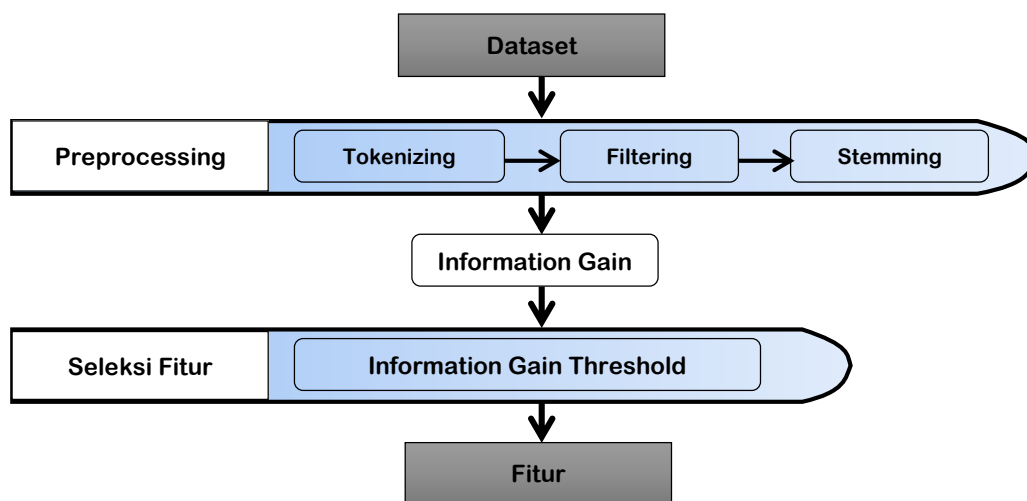 Dataset
Preprocessing
Tokenizing
Filtering
Stemming
Information Gain
Seleksi Fitur
Information Gain Threshold
Fitur